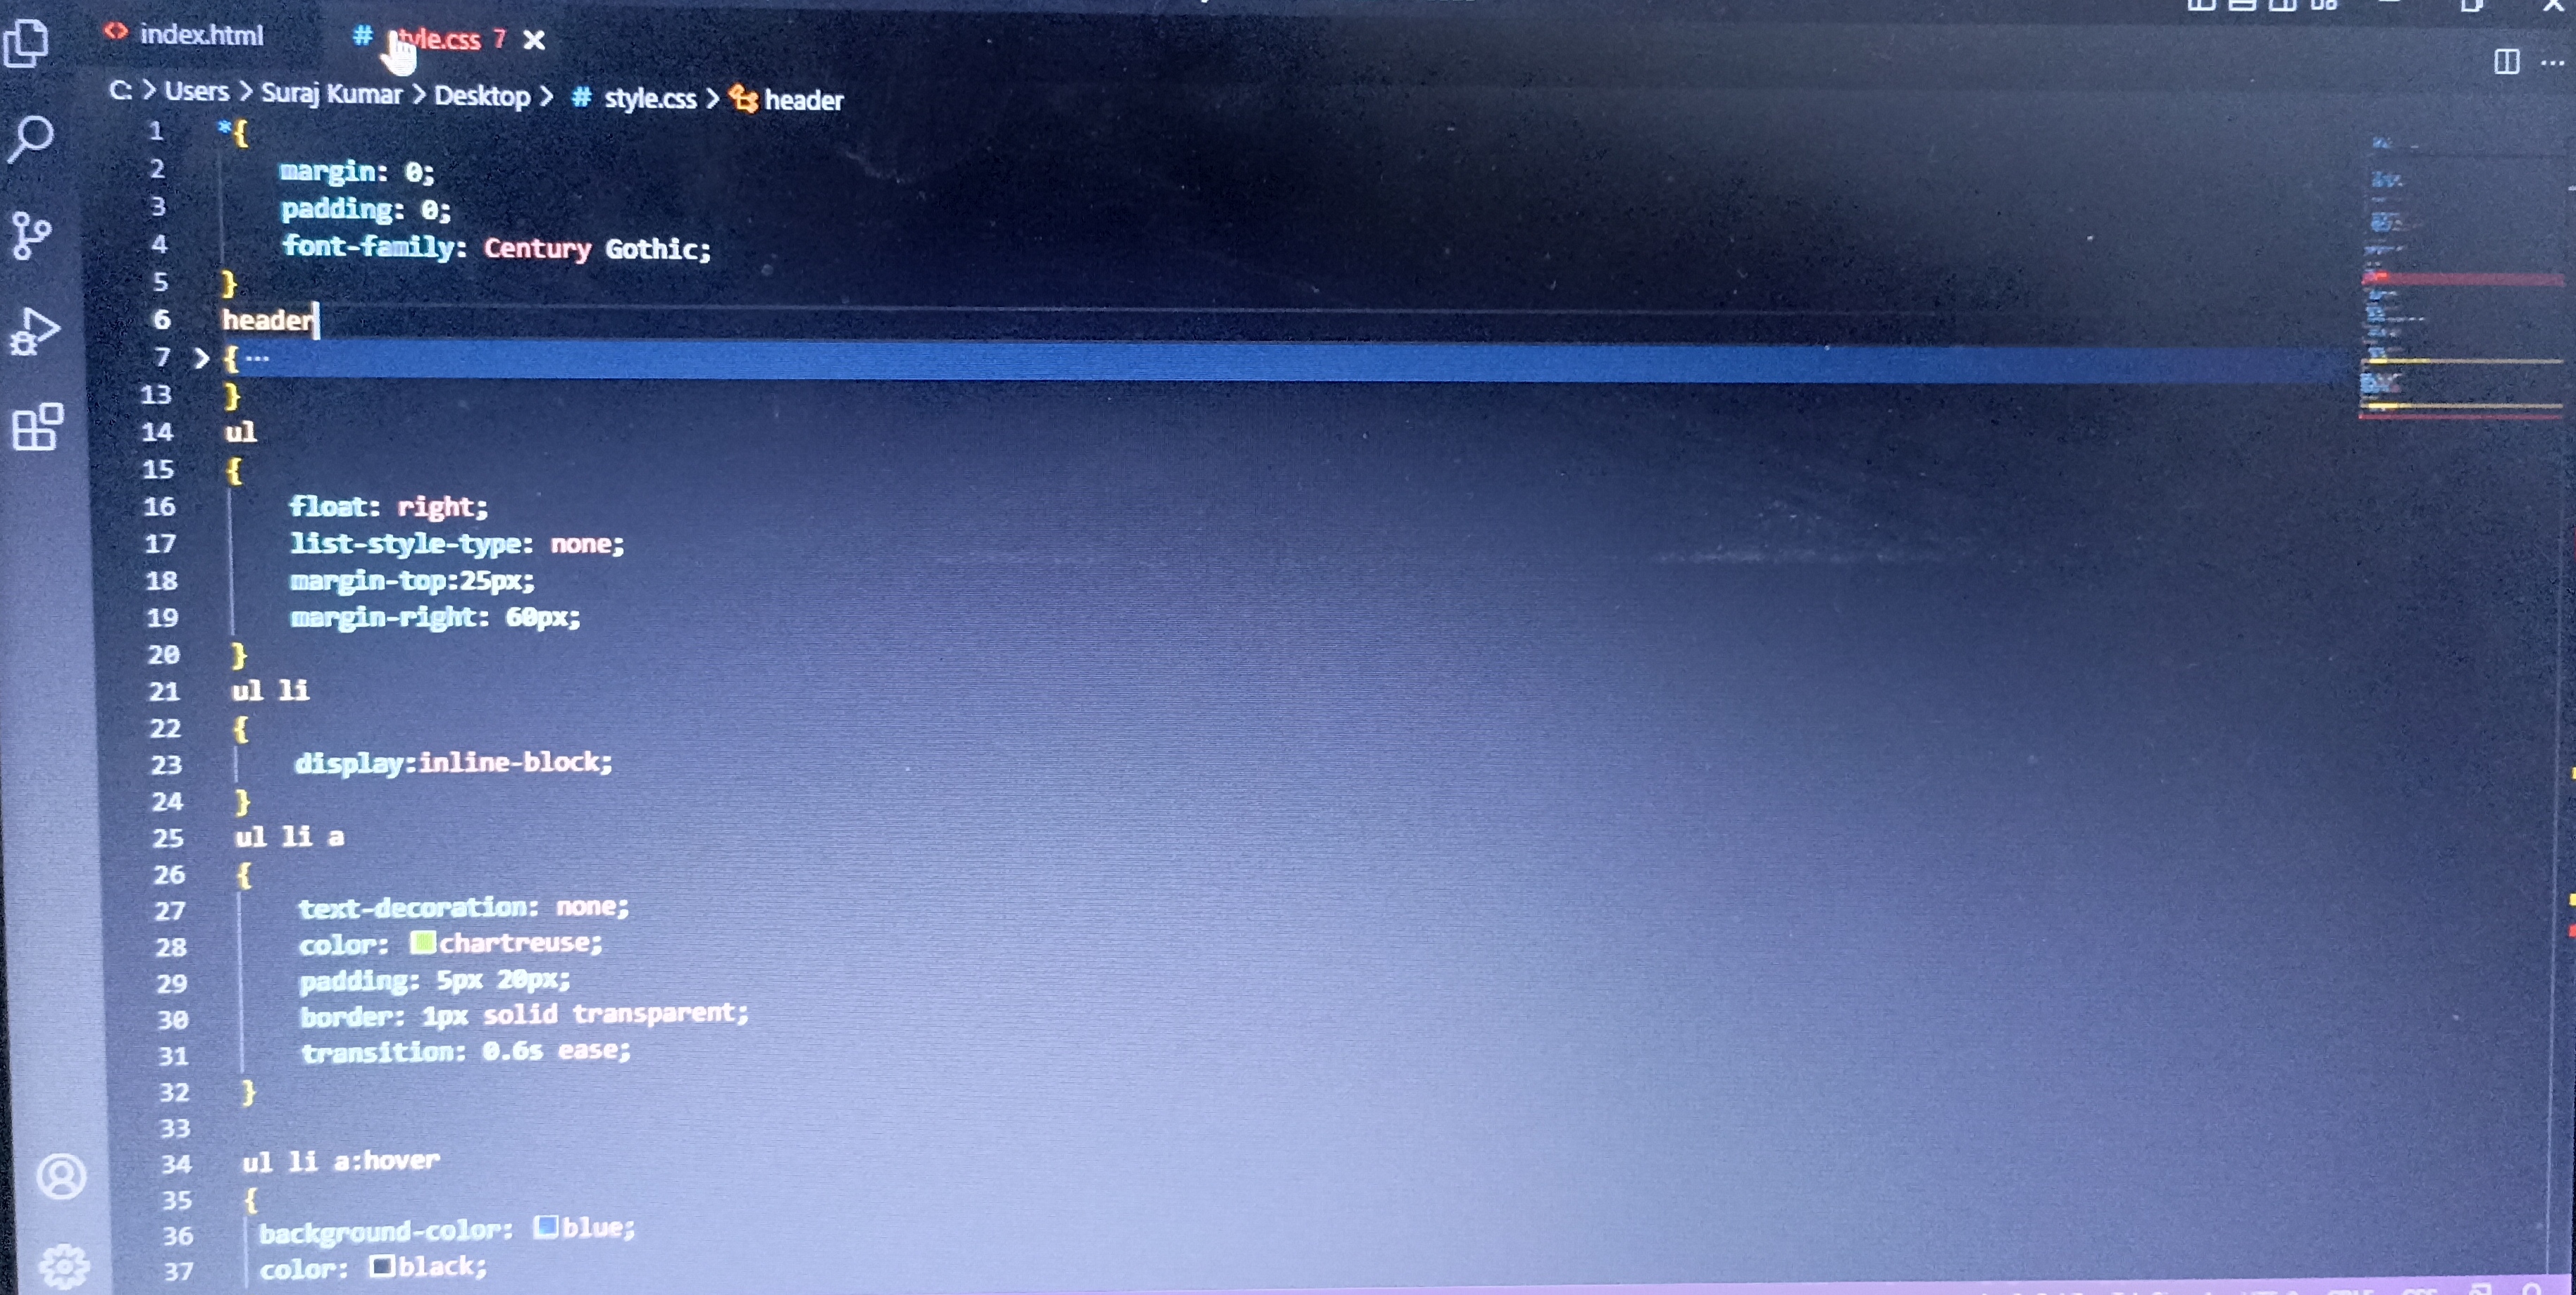 index.html # style.css 7
C: > Users > Suraj Kumar > Desktop > # style.css > header
1 *{
2 margin: 0;
3 padding: 0;
4 font-family: Century Gothic;
5 }
6 header
7 { ...
13 }
14 ul
15 {
16 float: right;
17 list-style-type: none;
18 margin-top:25px;
19 margin-right: 60px;
20 }
21 ul li
22 {
23 display:inline-block;
24 }
25 ul li a
26 {
27 text-decoration: none;
28 color: chartreuse;
29 padding: 5px 20px;
30 border: 1px solid transparent;
31 transition: 0.6s ease;
32 }
33
34 ul li a:hover
35 {
36 background-color: blue;
37 color: black;